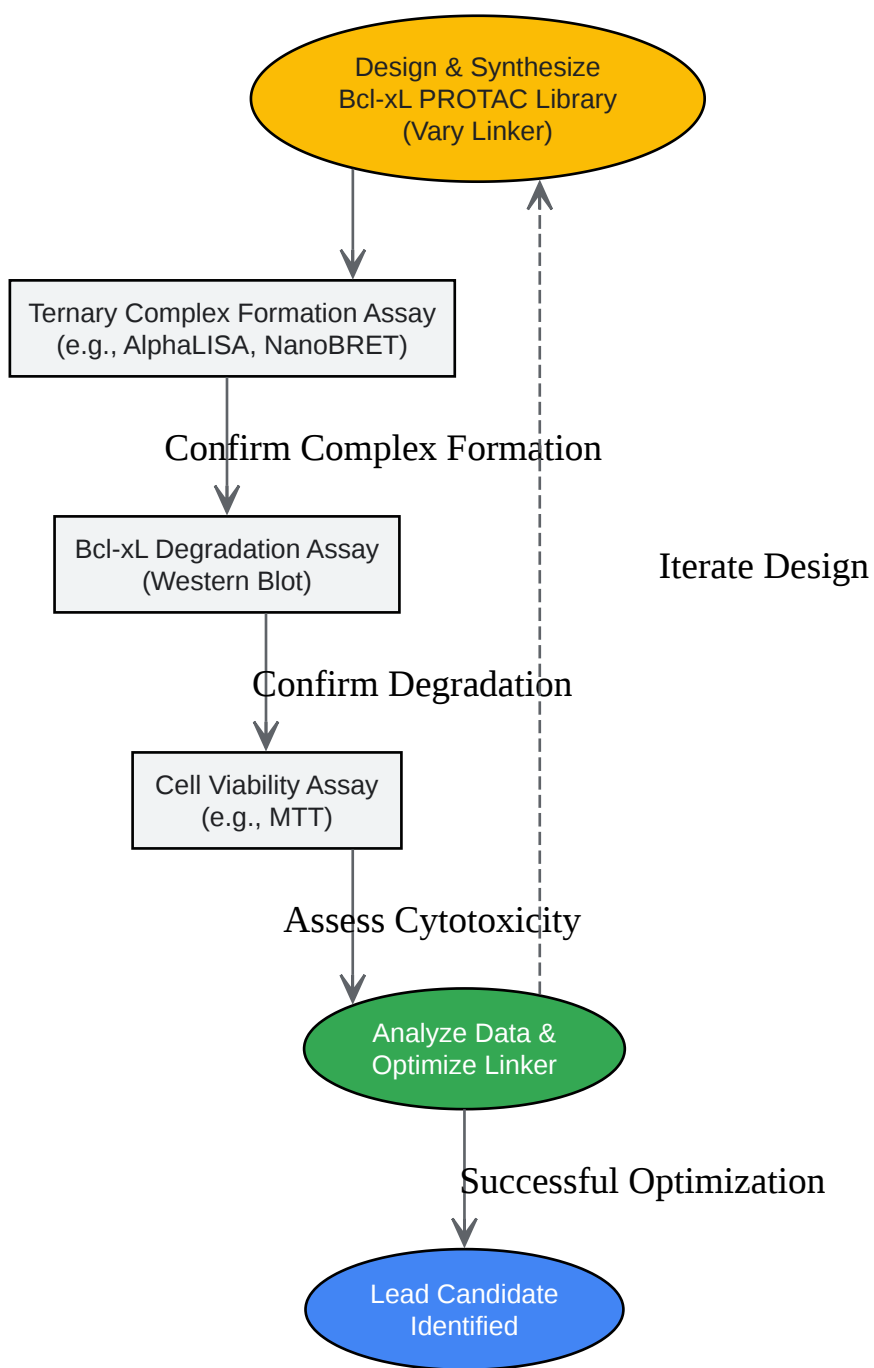 Design & Synthesize
Bcl-xL PROTAC Library
(Vary Linker)
Ternary Complex Formation Assay
(e.g., AlphaLISA, NanoBRET)
Confirm Complex Formation
Bcl-xL Degradation Assay
(Western Blot)
Iterate Design
Confirm Degradation
Cell Viability Assay
(e.g., MTT)
Assess Cytotoxicity
Analyze Data &
Optimize Linker
Successful Optimization
Lead Candidate
Identified